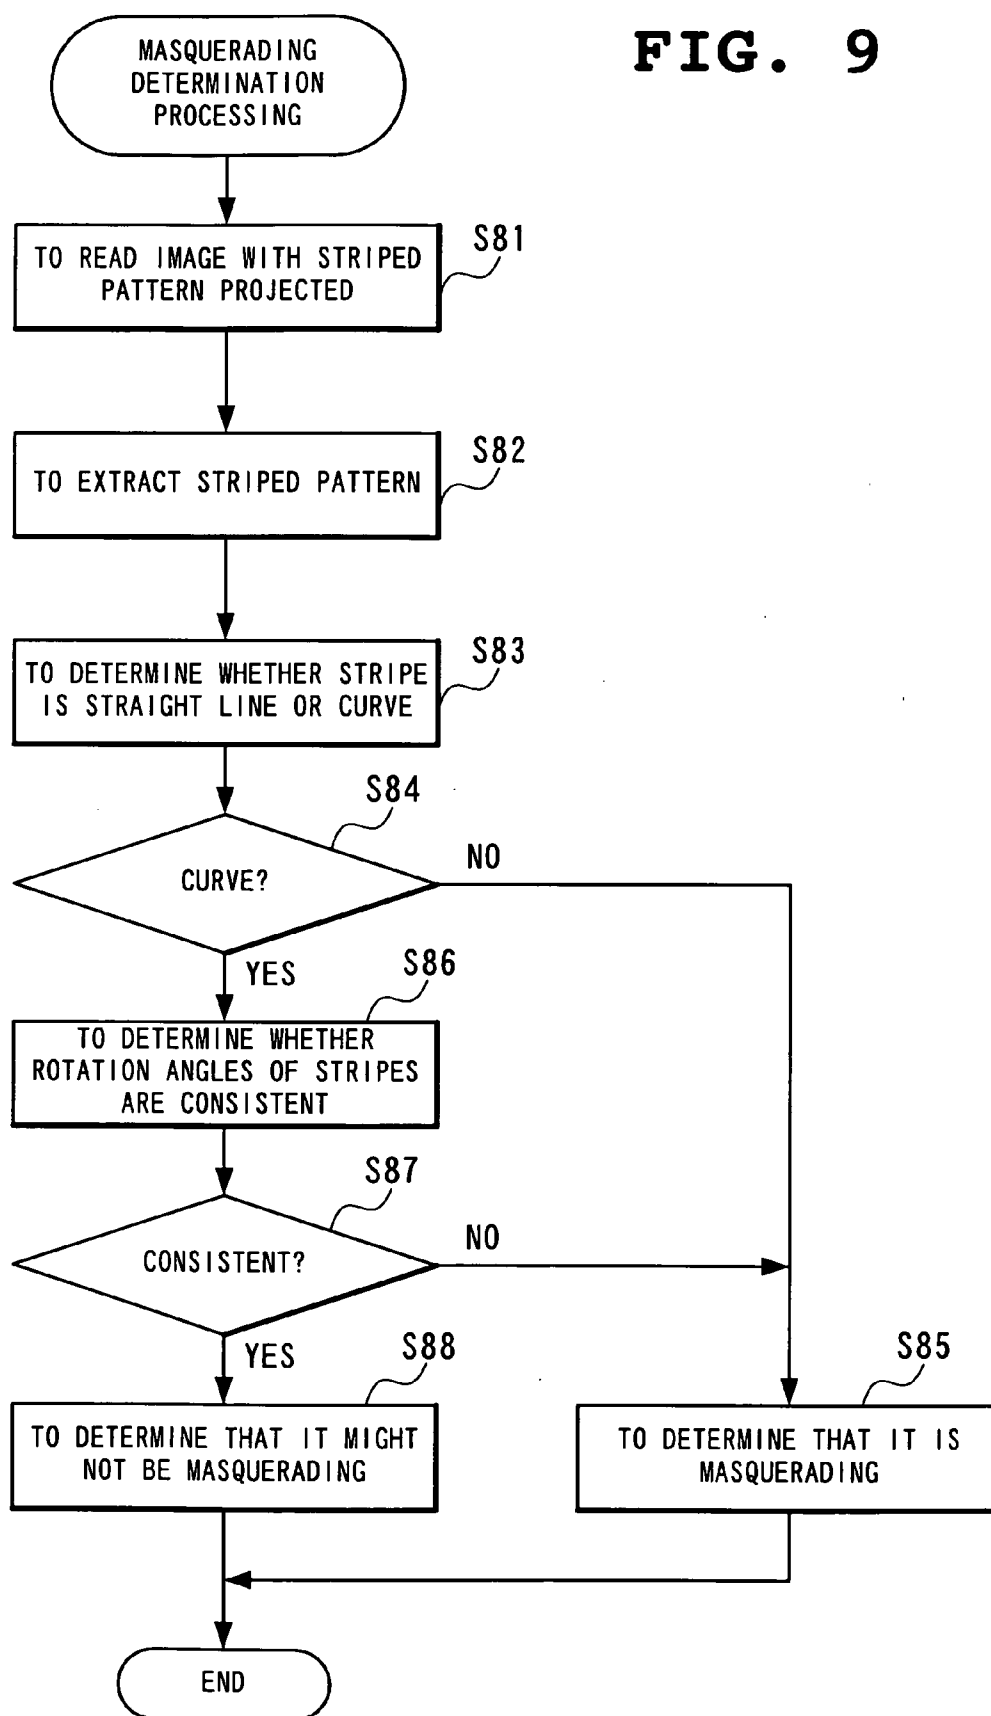 FIG. 9
MASQUERADING
DETERMINATION
PROCESSING
S81
TO READ IMAGE WITH STRIPED
PATTERN PROJECTED
S82
TO EXTRACT STRIPED PATTERN
S83
TO DETERMINE WHETHER STRIPE
IS STRAIGHT LINE OR CURVE
S84
CURVE?
NO
YES
S86
TO DETERMINE WHETHER
ROTATION ANGLES OF STRIPES
ARE CONSISTENT
S87
CONSISTENT?
NO
YES
S88
TO DETERMINE THAT IT MIGHT
NOT BE MASQUERADING
S85
TO DETERMINE THAT IT IS
MASQUERADING
END